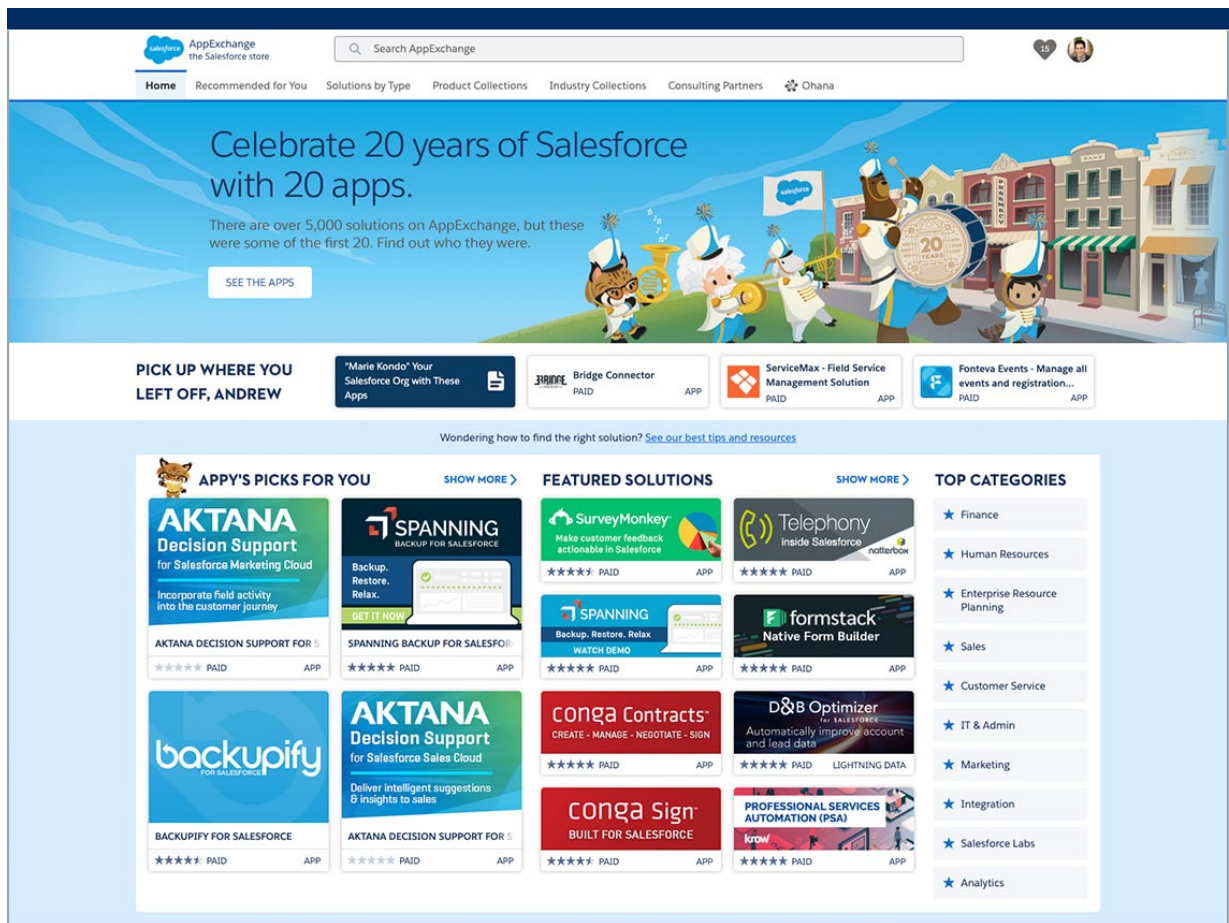 salesforce
AppExchange
the Salesforce store
Search AppExchange
15
Home
Recommended for You
Solutions by Type
Product Collections
Industry Collections
Consulting Partners
Ohana
Celebrate 20 years of Salesforce
with 20 apps.
There are over 5,000 solutions on AppExchange, but these
were some of the first 20. Find out who they were.
SEE THE APPS
salesforce
20
YEARS
PHARMACY
BANK
PICK UP WHERE YOU
LEFT OFF, ANDREW
"Marie Kondo" Your
Salesforce Org with These
Apps
BRIDGE
Bridge Connector
PAID
APP
ServiceMax - Field Service
Management Solution
PAID
APP
Fonteva Events - Manage all
events and registration...
PAID
APP
Wondering how to find the right solution? See our best tips and resources
APPY'S PICKS FOR YOU
SHOW MORE
AKTANA
Decision Support
for Salesforce Marketing Cloud
Incorporate field activity
into the customer journey
AKTANA DECISION SUPPORT FOR S
PAID
APP
SPANNING
BACKUP FOR SALESFORCE
Backup.
Restore.
Relax.
GET IT NOW
SPANNING BACKUP FOR SALESFOR
PAID
APP
backupify
FOR SALESFORCE
BACKUPIFY FOR SALESFORCE
PAID
APP
AKTANA
Decision Support
for Salesforce Sales Cloud
Deliver intelligent suggestions
& insights to sales
AKTANA DECISION SUPPORT FOR S
PAID
APP
FEATURED SOLUTIONS
SHOW MORE
SurveyMonkey
Make customer feedback
actionable in Salesforce
PAID
APP
Telephony
inside Salesforce
natterbox
PAID
APP
SPANNING
Backup. Restore. Relax
WATCH DEMO
PAID
APP
formstack
Native Form Builder
PAID
APP
conga Contracts™
CREATE - MANAGE - NEGOTIATE - SIGN
PAID
APP
D&B Optimizer
for SALESFORCE
Automatically improve account
and lead data
PAID
LIGHTNING DATA
conga Sign™
BUILT FOR SALESFORCE
PAID
APP
PROFESSIONAL SERVICES
AUTOMATION (PSA)
krow
PAID
APP
TOP CATEGORIES
Finance
Human Resources
Enterprise Resource
Planning
Sales
Customer Service
IT & Admin
Marketing
Integration
Salesforce Labs
Analytics